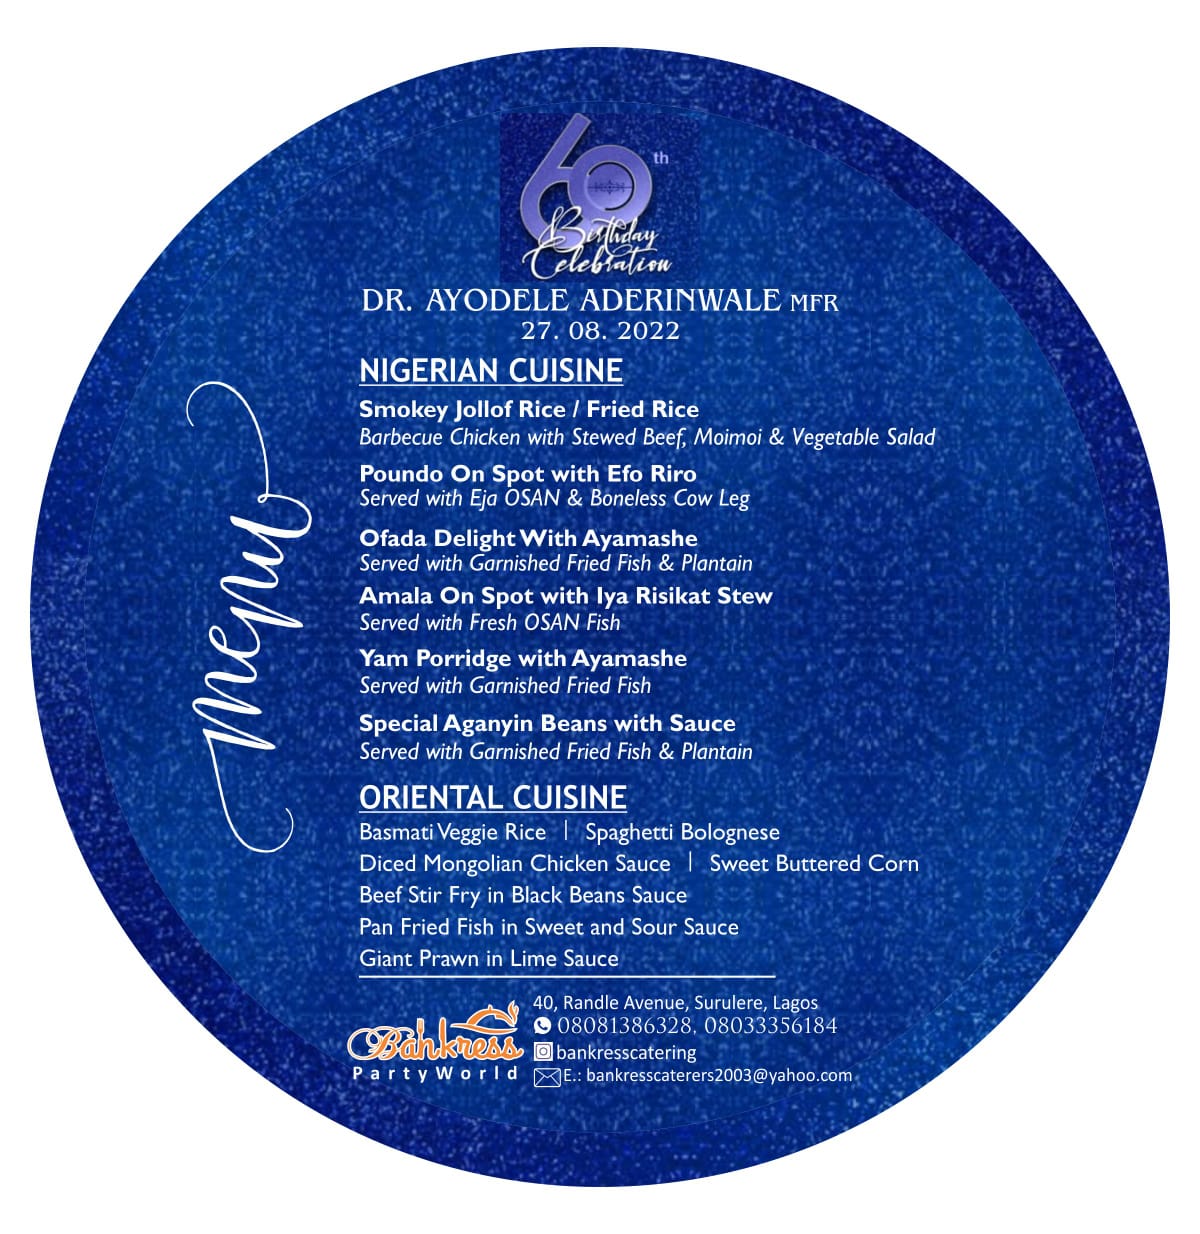 60th
Birthday
Celebration
DR. AYODELE ADERINWALE MFR
27. 08. 2022
Menu
NIGERIAN CUISINE
Smokey Jollof Rice / Fried Rice
Barbecue Chicken with Stewed Beef, Moimoi & Vegetable Salad
Poundo On Spot with Efo Riro
Served with Eja OSAN & Boneless Cow Leg
Ofada Delight With Ayamashe
Served with Garnished Fried Fish & Plantain
Amala On Spot with Iya Risikat Stew
Served with Fresh OSAN Fish
Yam Porridge with Ayamashe
Served with Garnished Fried Fish
Special Aganyin Beans with Sauce
Served with Garnished Fried Fish & Plantain
ORIENTAL CUISINE
Basmati Veggie Rice | Spaghetti Bolognese
Diced Mongolian Chicken Sauce | Sweet Buttered Corn
Beef Stir Fry in Black Beans Sauce
Pan Fried Fish in Sweet and Sour Sauce
Giant Prawn in Lime Sauce
Bankress
PartyWorld
40, Randle Avenue, Surulere, Lagos
08081386328, 08033356184
bankresscatering
E.: bankresscaterers2003@yahoo.com